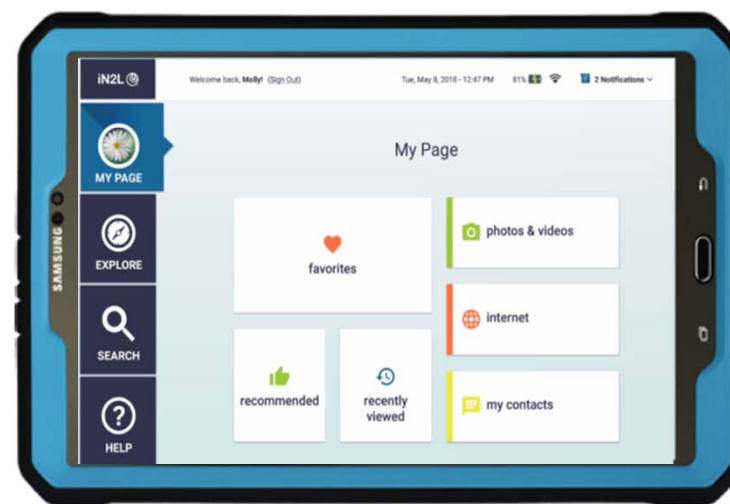 iN2L
Welcome back, Molly! (Sign Out)
Tue, May 8, 2018 - 12:47 PM
81%
2 Notifications
MY PAGE
EXPLORE
SEARCH
HELP
SAMSUNG
My Page
favorites
photos & videos
internet
recommended
recently
viewed
my contacts